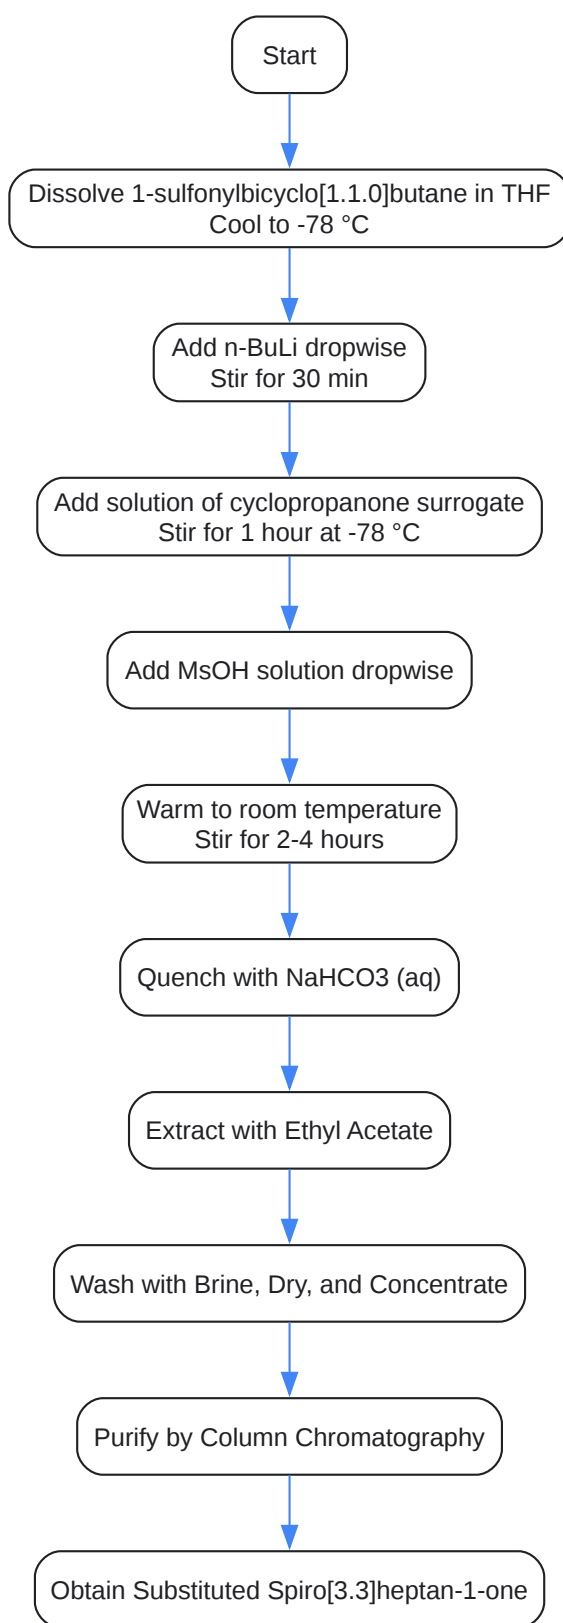 Start
Dissolve 1-sulfonylbicyclo[1.1.0]butane in THF
Cool to -78 °C
Add n-BuLi dropwise
Stir for 30 min
Add solution of cyclopropanone surrogate
Stir for 1 hour at -78 °C
Add MsOH solution dropwise
Warm to room temperature
Stir for 2-4 hours
Quench with NaHCO3 (aq)
Extract with Ethyl Acetate
Wash with Brine, Dry, and Concentrate
Purify by Column Chromatography
Obtain Substituted Spiro[3.3]heptan-1-one